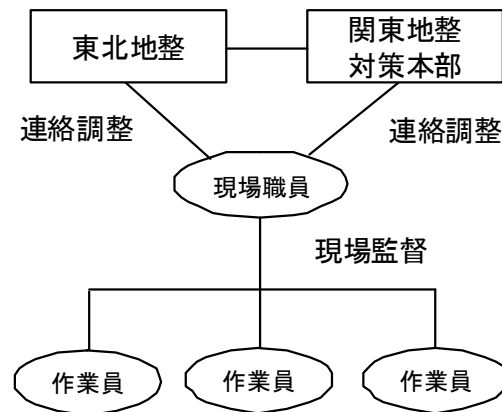 東北地整
関東地整
対策本部
連絡調整
連絡調整
現場職員
現場監督
作業員
作業員
作業員